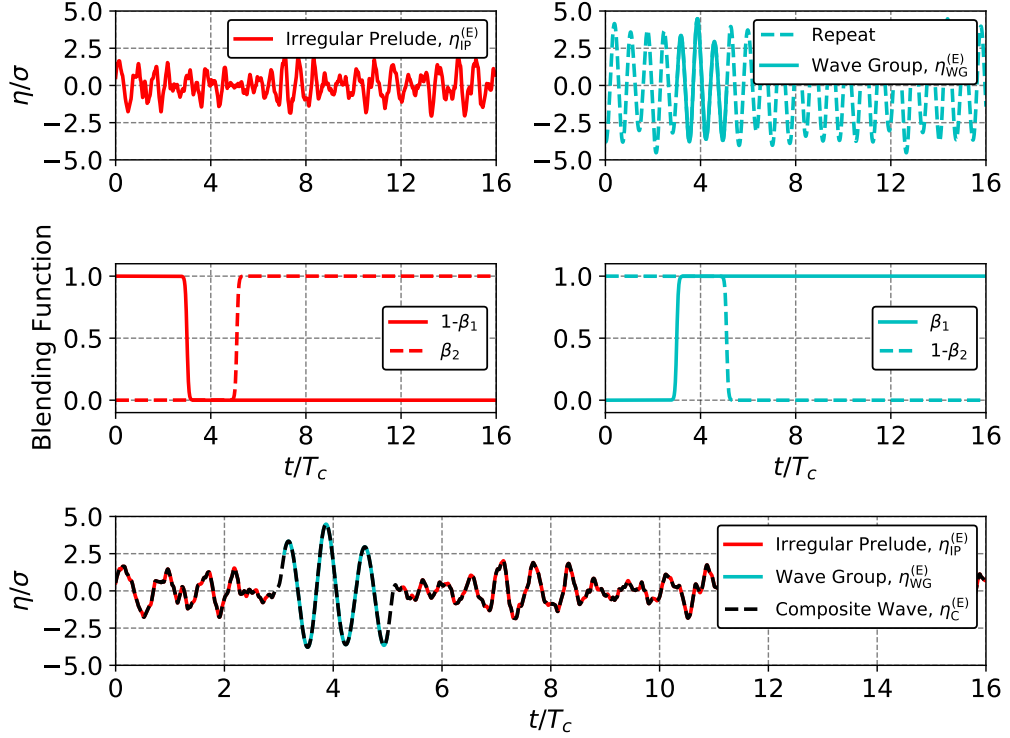 5.0
2.5
0.0
−2.5
−5.0
η/σ
Irregular Prelude, η_IP^(E)
0 4 8 12 16
5.0
2.5
0.0
−2.5
−5.0
Repeat
Wave Group, η_WG^(E)
0 4 8 12 16
Blending Function
1.0
0.5
0.0
1-β₁
β₂
0 4 8 12 16
t/T_c
1.0
0.5
0.0
β₁
1-β₂
0 4 8 12 16
t/T_c
5.0
2.5
0.0
−2.5
−5.0
η/σ
Irregular Prelude, η_IP^(E)
Wave Group, η_WG^(E)
Composite Wave, η_C^(E)
0 2 4 6 8 10 12 14 16
t/T_c